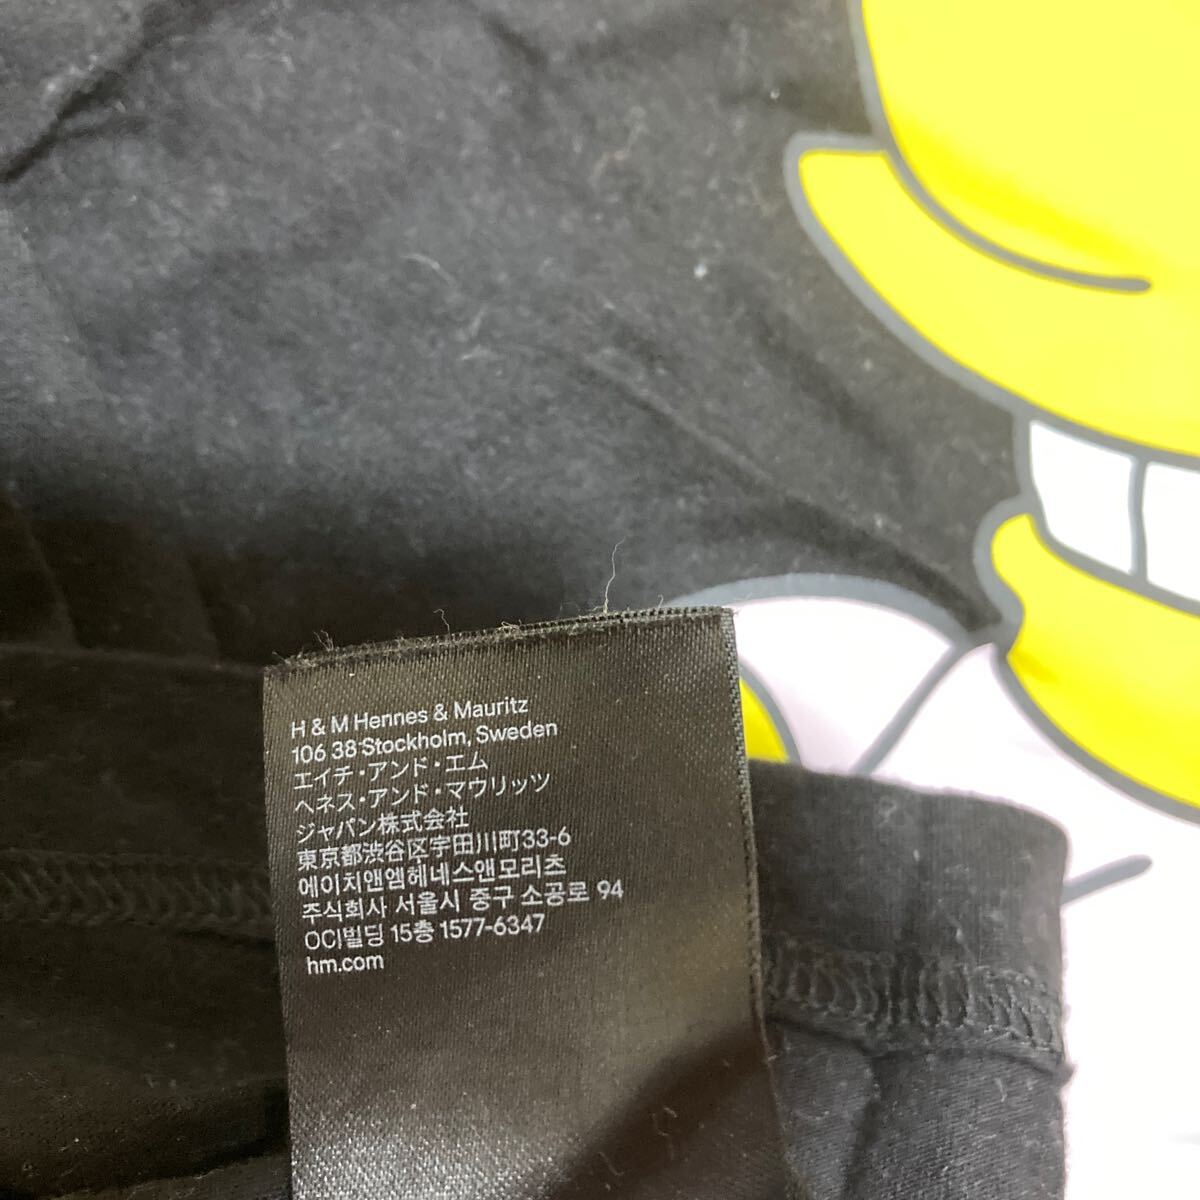 H & M Hennes & Mauritz
106 38 Stockholm, Sweden
エイチ・アンド・エム
ヘネス・アンド・マウリッツ
ジャパン株式会社
東京都渋谷区宇田川町33-6
에이치앤엠헤네스앤모리츠
주식회사 서울시 중구 소공로 94
OCI빌딩 15층 1577-6347
hm.com